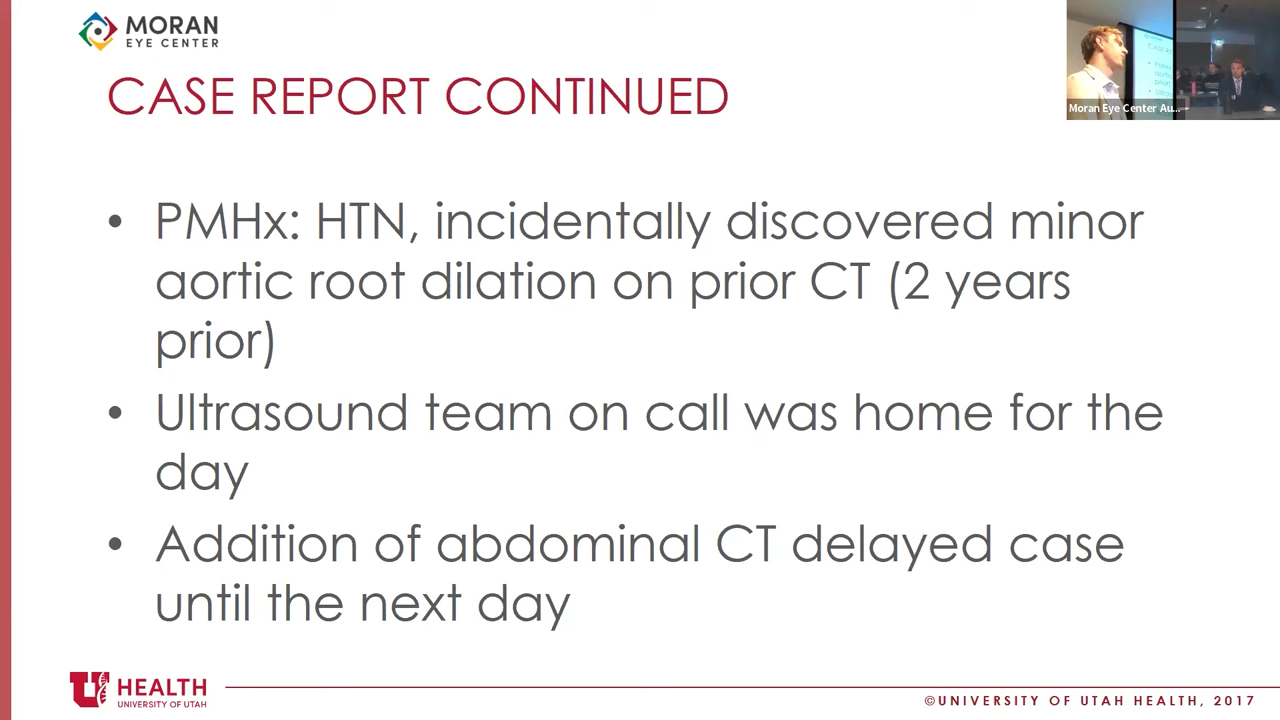 MORAN
EYE CENTER
CASE REPORT CONTINUED
Moran Eye Center Au...
• PMHx: HTN, incidentally discovered minor
aortic root dilation on prior CT (2 years
prior)
• Ultrasound team on call was home for the
day
• Addition of abdominal CT delayed case
until the next day
U HEALTH
UNIVERSITY OF UTAH
©UNIVERSITY OF UTAH HEALTH, 2017